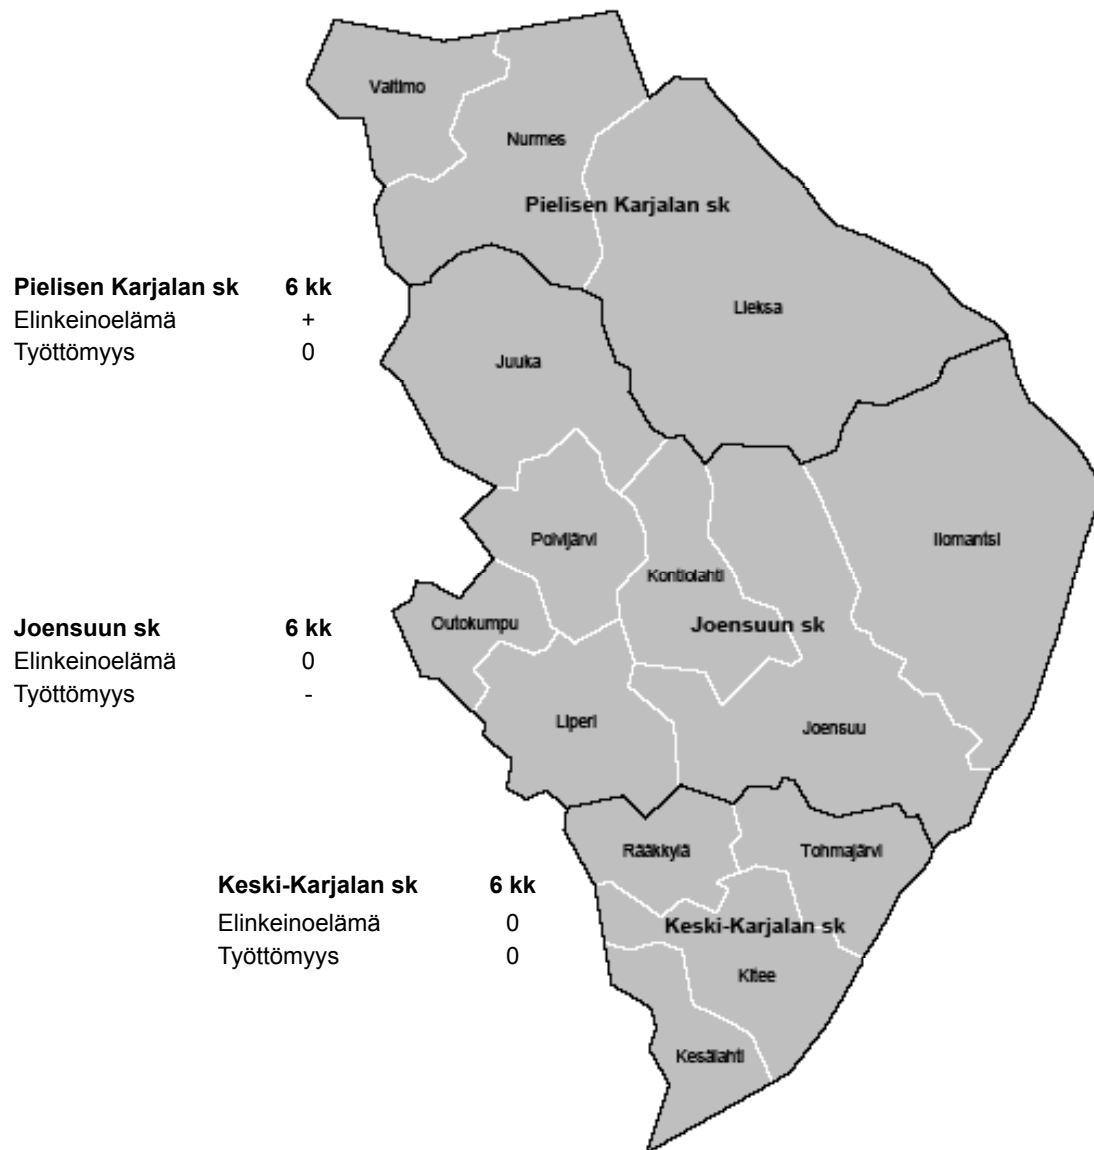 Valtimo
Nurmes
Pielisen Karjalan sk
Lieksa
Pielisen Karjalan sk 6 kk
Elinkeinoelämä +
Työttömyys 0
Juuka
Polvijärvi
Kontiolahti
Ilomantsi
Outokumpu
Joensuun sk
Joensuun sk 6 kk
Elinkeinoelämä 0
Työttömyys -
Liperi
Joensuu
Rääkkylä
Tohmajärvi
Keski-Karjalan sk 6 kk
Elinkeinoelämä 0
Työttömyys 0
Keski-Karjalan sk
Kitee
Kesälahti